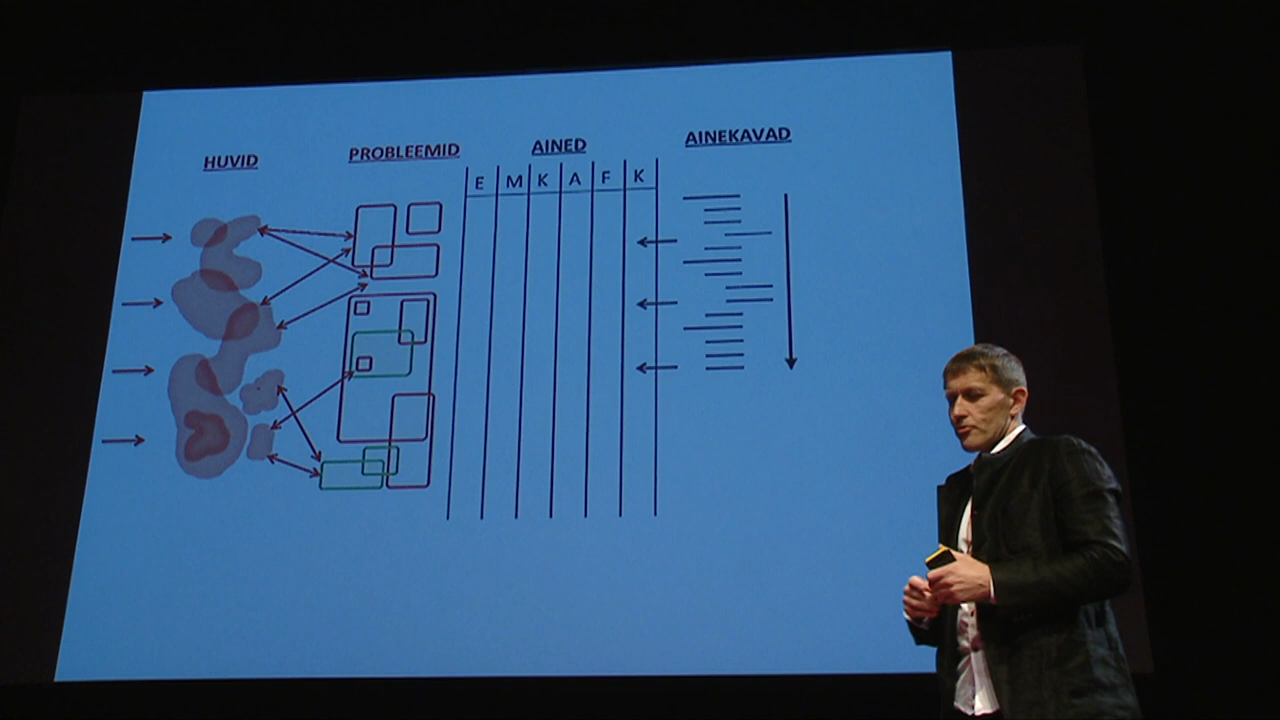 HUVID
PROBLEEMID
AINED
AINEKAVAD
E M K A F K